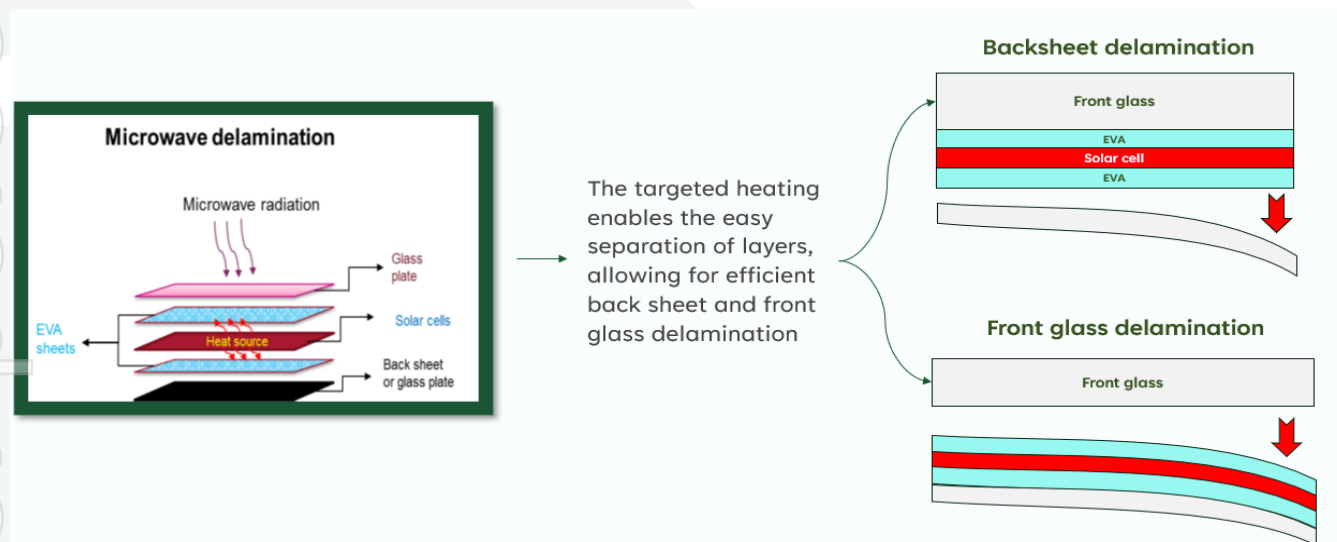 Microwave delamination
Microwave radiation
Glass
plate
EVA
sheets
Solar cells
Heat source
Back sheet
or glass plate
The targeted heating
enables the easy
separation of layers,
allowing for efficient
back sheet and front
glass delamination
Backsheet delamination
Front glass
EVA
Solar cell
EVA
Front glass delamination
Front glass